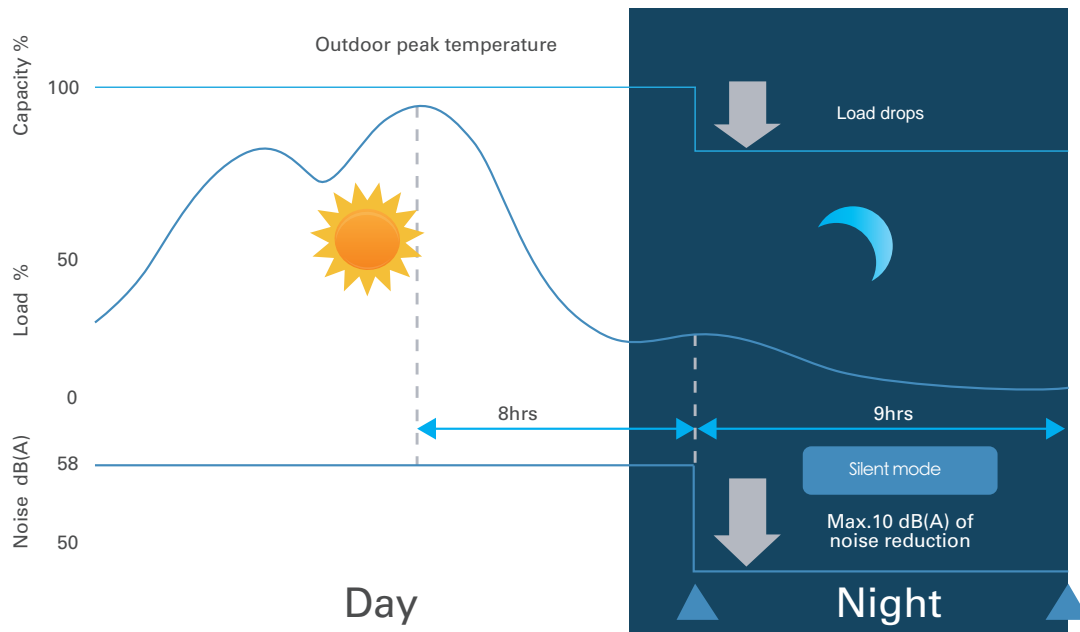 Outdoor peak temperature
Capacity %
100
Load drops
50
Load %
0
8hrs
9hrs
Noise dB(A)
58
Silent mode
Max.10 dB(A) of
noise reduction
50
Day
Night